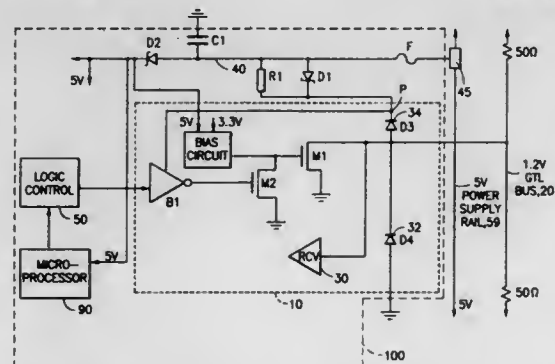 D2
C1
40
R1
D1
F
45
5V
P
34
D3
5V
3.3V
BIAS
CIRCUIT
M1
M2
B1
LOGIC
CONTROL
50
5V
MICRO-
PROCESSOR
90
RCV
30
32
D4
10
100
50Ω
5V
POWER
SUPPLY
RAIL,59
1.2V
GTL
BUS,20
50Ω
5V